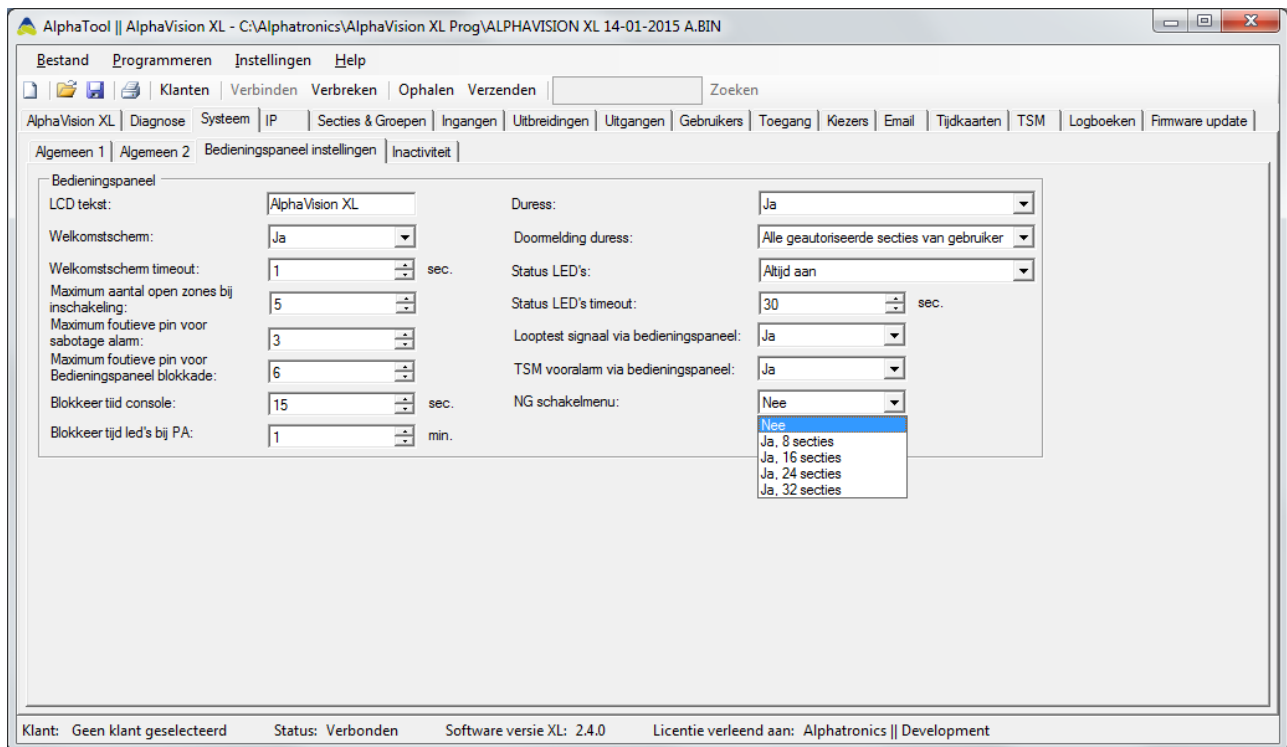 AlphaTool || AlphaVision XL - C:\Alphatronics\AlphaVision XL Prog\ALPHAVISION XL 14-01-2015 A.BIN
Bestand Programmeren Instellingen Help
Klanten Verbinden Verbreken Ophalen Verzenden Zoeken
AlphaVision XL Diagnose Systeem IP Secties & Groepen Ingangen Uitbreidingen Uitgangen Gebruikers Toegang Kiezers Email Tijdkaarten TSM Logboeken Firmware update
Algemeen 1 Algemeen 2 Bedieningspaneel instellingen Inactiviteit
Bedieningspaneel
LCD tekst: AlphaVision XL
Welkomstscherm: Ja
Welkomstscherm timeout: 1 sec.
Maximum aantal open zones bij
inschakeling: 5
Maximum foutieve pin voor
sabotage alarm: 3
Maximum foutieve pin voor
Bedieningspaneel blokkade: 6
Blokkeer tiid console: 15 sec.
Blokkeer tijd led's bij PA: 1 min.
Duress: Ja
Doormelding duress: Alle geautoriseerde secties van gebruiker
Status LED's: Altijd aan
Status LED's timeout: 30 sec.
Looptest signaal via bedieningspaneel: Ja
TSM vooralarm via bedieningspaneel: Ja
NG schakelmenu: Nee
Nee
Ja, 8 secties
Ja, 16 secties
Ja, 24 secties
Ja, 32 secties
Klant: Geen klant geselecteerd Status: Verbonden Software versie XL: 2.4.0 Licentie verleend aan: Alphatronics || Development